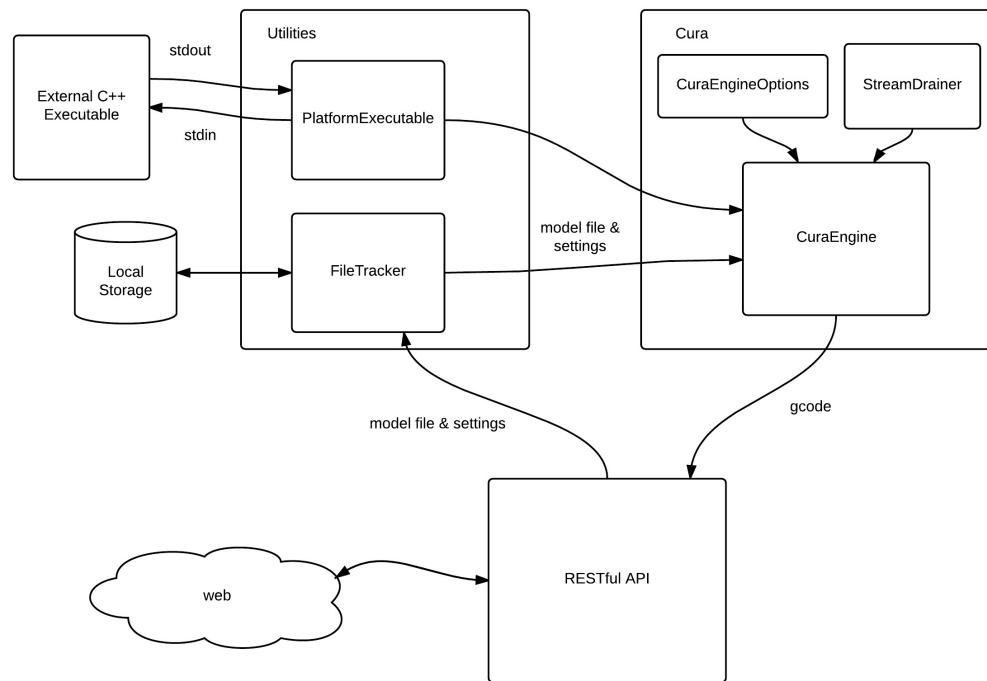 Utilities
Cura
stdout
External C++
Executable
stdin
PlatformExecutable
CuraEngineOptions
StreamDrainer
CuraEngine
model file &
settings
Local
Storage
FileTracker
model file & settings
gcode
web
RESTful API